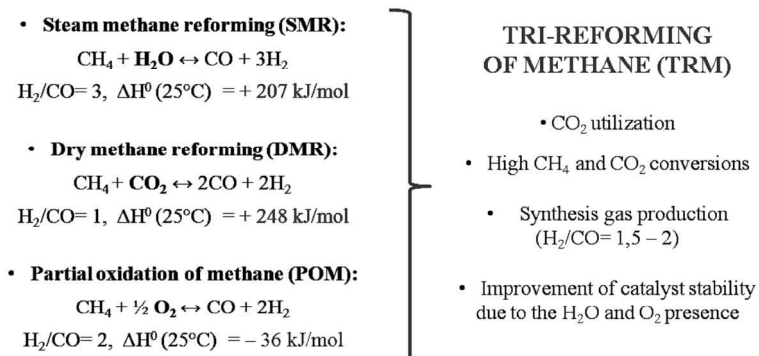 • Steam methane reforming (SMR):
CH₄ + H₂O ↔ CO + 3H₂
H₂/CO= 3, ΔH⁰ (25°C) = + 207 kJ/mol
• Dry methane reforming (DMR):
CH₄ + CO₂ ↔ 2CO + 2H₂
H₂/CO= 1, ΔH⁰ (25°C) = + 248 kJ/mol
• Partial oxidation of methane (POM):
CH₄ + ½ O₂ ↔ CO + 2H₂
H₂/CO= 2, ΔH⁰ (25°C) = – 36 kJ/mol
TRI-REFORMING
OF METHANE (TRM)
• CO₂ utilization
• High CH₄ and CO₂ conversions
• Synthesis gas production
(H₂/CO= 1,5 – 2)
• Improvement of catalyst stability
due to the H₂O and O₂ presence